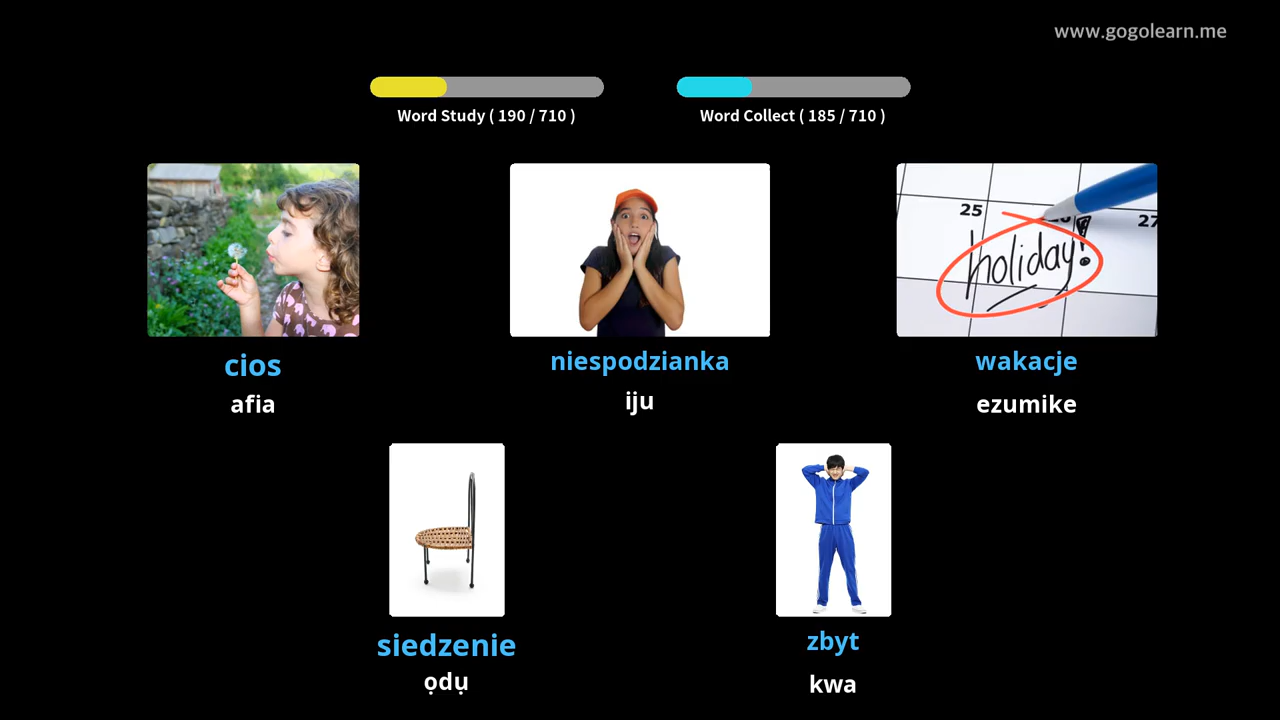 www.gogolearn.me
Word Study ( 190 / 710 )
Word Collect ( 185 / 710 )
25
27
holiday!
cios
niespodzianka
wakacje
afia
iju
ezumike
siedzenie
zbyt
ọdụ
kwa